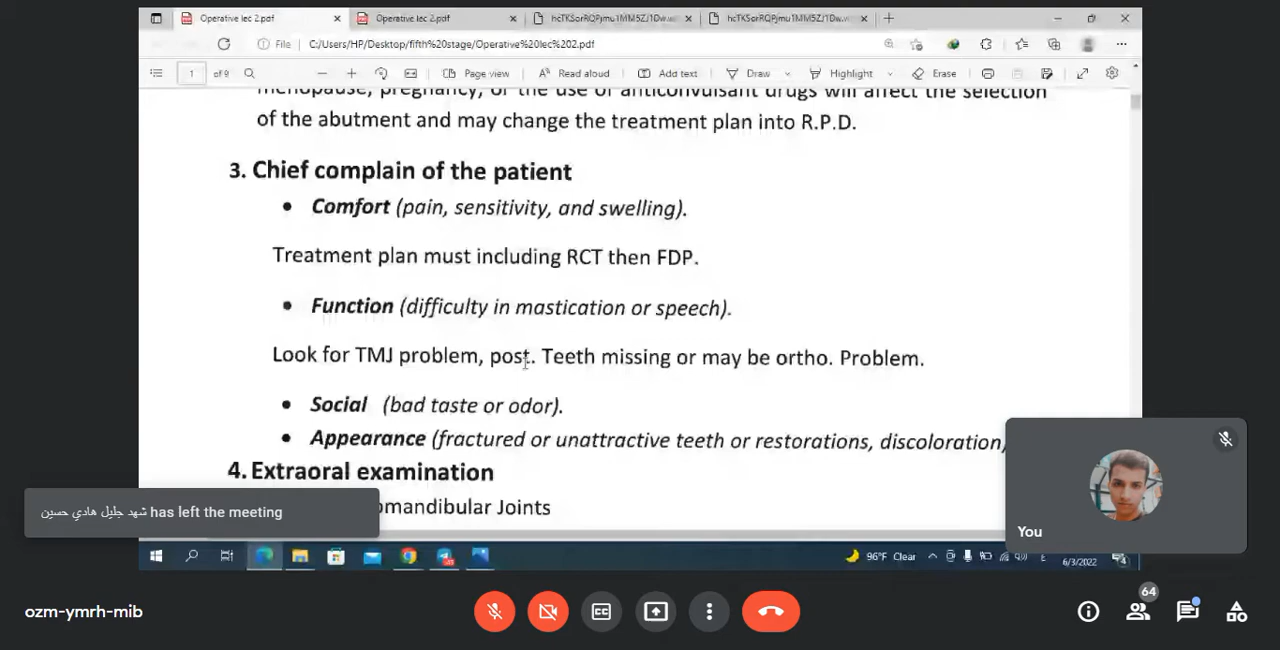 Operative lec 2.pdf
Operative lec 2.pdf
hcTKSorRQPjmu1MM5ZJ1Dw
hcTKSorRQPjmu1MM5ZJ1Dw
File C:/Users/HP/Desktop/fifth%20stage/Operative%20lec%202.pdf
1 of 9 Page view Read aloud Add text Draw Highlight Erase
menopause, pregnancy, or the use of anticonvulsant drugs will affect the selection
of the abutment and may change the treatment plan into R.P.D.
3. Chief complain of the patient
• Comfort (pain, sensitivity, and swelling).
Treatment plan must including RCT then FDP.
• Function (difficulty in mastication or speech).
Look for TMJ problem, post. Teeth missing or may be ortho. Problem.
• Social (bad taste or odor).
• Appearance (fractured or unattractive teeth or restorations, discoloration)
4. Extraoral examination
omandibular Joints
شهد جليل هادي حسين has left the meeting
You
96°F Clear
6/3/2022
ozm-ymrh-mib
64